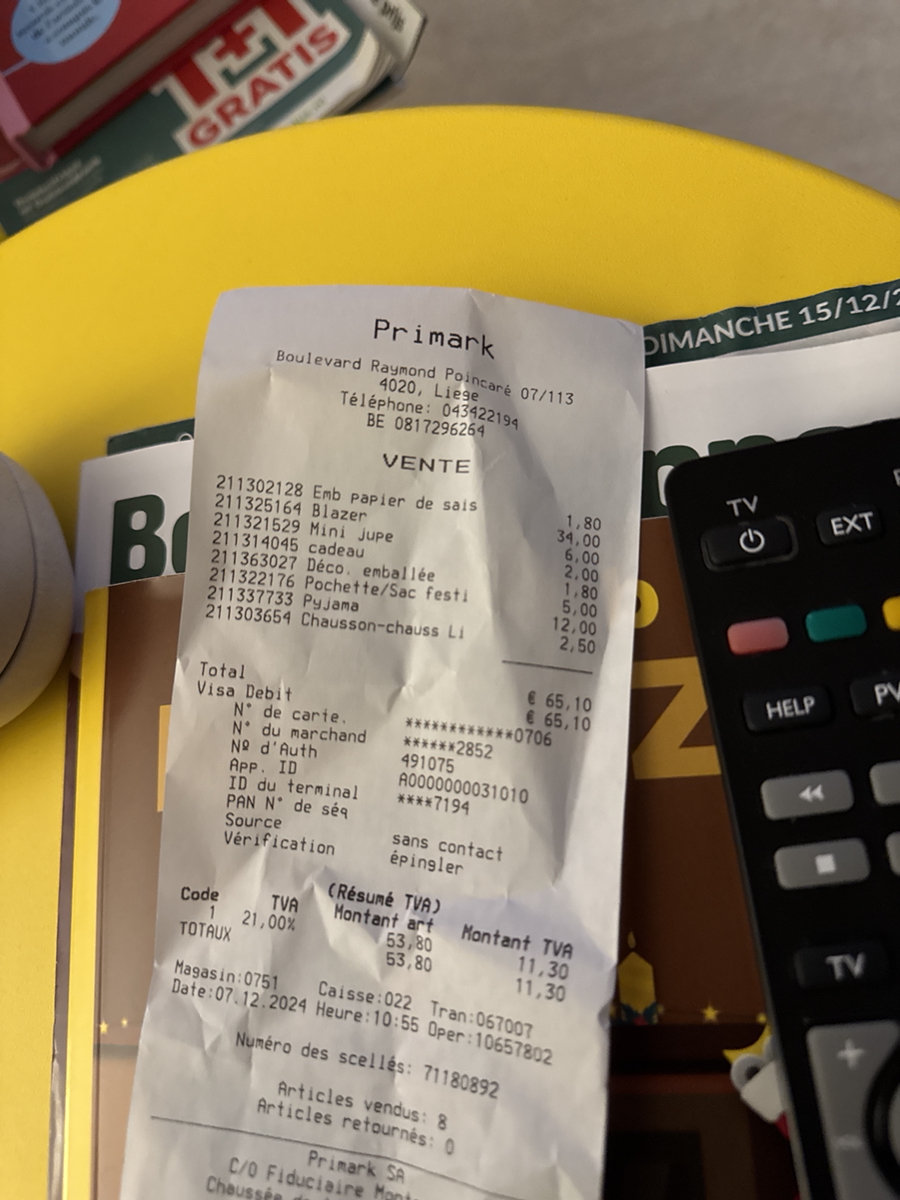 1+1
GRATIS
DIMANCHE 15/12/2
Primark
Boulevard Raymond Poincaré 07/113
4020, Liege
Téléphone: 043422194
BE 0817296264
VENTE
211302128 Emb papier de sais 1,80
211325164 Blazer 34,00
211321529 Mini jupe 6,00
211314045 cadeau 2,00
211363027 Déco. emballée 1,80
211322176 Pochette/Sac festi 5,00
211337733 Pyjama 12,00
211303654 Chausson-chauss Li 2,50
Total € 65,10
Visa Debit € 65,10
N° de carte. ************0706
N° du marchand ******2852
Nº d'Auth 491075
App. ID A0000000031010
ID du terminal ****7194
PAN N° de séq
Source sans contact
Vérification épingler
(Résumé TVA)
Code TVA Montant art Montant TVA
1 21,00% 53,80 11,30
TOTAUX 53,80 11,30
Magasin:0751 Caisse:022 Tran:067007
Date:07.12.2024 Heure:10:55 Oper:10657802
Numéro des scellés: 71180892
Articles vendus: 8
Articles retournés: 0
Primark SA
C/O Fiduciaire Mont
Chaussée
TV
EXT
HELP
PV
TV
+